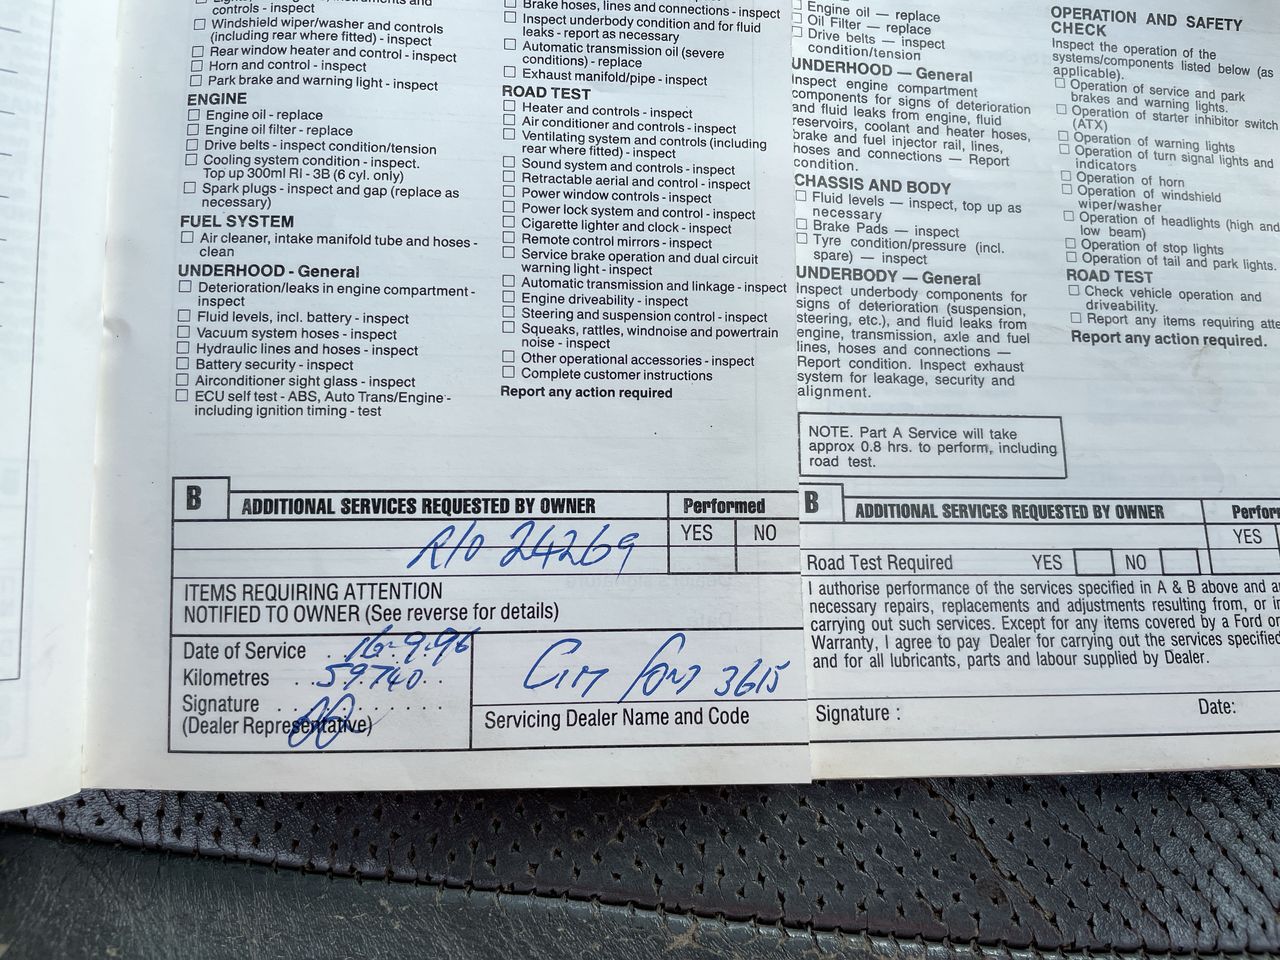 controls - inspect
Windshield wiper/washer and controls
(including rear where fitted) - inspect
Rear window heater and control - inspect
Horn and control - inspect
Park brake and warning light - inspect
ENGINE
Engine oil - replace
Engine oil filter - replace
Drive belts - inspect condition/tension
Cooling system condition - inspect.
Top up 300ml RI - 3B (6 cyl. only)
Spark plugs - inspect and gap (replace as
necessary)
FUEL SYSTEM
Air cleaner, intake manifold tube and hoses -
clean
UNDERHOOD - General
Deterioration/leaks in engine compartment -
inspect
Fluid levels, incl. battery - inspect
Vacuum system hoses - inspect
Hydraulic lines and hoses - inspect
Battery security - inspect
Airconditioner sight glass - inspect
ECU self test - ABS, Auto Trans/Engine -
including ignition timing - test
Brake hoses, lines and connections - inspect
Inspect underbody condition and for fluid
leaks - report as necessary
Automatic transmission oil (severe
conditions) - replace
Exhaust manifold/pipe - inspect
ROAD TEST
Heater and controls - inspect
Air conditioner and controls - inspect
Ventilating system and controls (including
rear where fitted) - inspect
Sound system and controls - inspect
Retractable aerial and control - inspect
Power window controls - inspect
Power lock system and control - inspect
Cigarette lighter and clock - inspect
Remote control mirrors - inspect
Service brake operation and dual circuit
warning light - inspect
Automatic transmission and linkage - inspect
Engine driveability - inspect
Steering and suspension control - inspect
Squeaks, rattles, windnoise and powertrain
noise - inspect
Other operational accessories - inspect
Complete customer instructions
Report any action required
B ADDITIONAL SERVICES REQUESTED BY OWNER Performed
YES NO
R/O 24269
ITEMS REQUIRING ATTENTION
NOTIFIED TO OWNER (See reverse for details)
Date of Service 16.9.96
Kilometres 59740
Signature
(Dealer Representative)
3615
Servicing Dealer Name and Code
Engine oil — replace
Oil Filter — replace
Drive belts — inspect
condition/tension
UNDERHOOD — General
Inspect engine compartment
components for signs of deterioration
and fluid leaks from engine, fluid
reservoirs, coolant and heater hoses,
brake and fuel injector rail, lines,
hoses and connections — Report
condition.
CHASSIS AND BODY
Fluid levels — inspect, top up as
necessary
Brake Pads — inspect
Tyre condition/pressure (incl.
spare) — inspect
UNDERBODY — General
Inspect underbody components for
signs of deterioration (suspension,
steering, etc.), and fluid leaks from
engine, transmission, axle and fuel
lines, hoses and connections —
Report condition. Inspect exhaust
system for leakage, security and
alignment.
NOTE. Part A Service will take
approx 0.8 hrs. to perform, including
road test.
OPERATION AND SAFETY
CHECK
Inspect the operation of the
systems/components listed below (as
applicable).
Operation of service and park
brakes and warning lights.
Operation of starter inhibitor switch
(ATX)
Operation of warning lights
Operation of turn signal lights and
indicators
Operation of horn
Operation of windshield
wiper/washer
Operation of headlights (high and
low beam)
Operation of stop lights
Operation of tail and park lights.
ROAD TEST
Check vehicle operation and
driveability.
Report any items requiring atte
Report any action required.
B ADDITIONAL SERVICES REQUESTED BY OWNER Perfor
YES
Road Test Required YES NO
I authorise performance of the services specified in A & B above and a
necessary repairs, replacements and adjustments resulting from, or i
carrying out such services. Except for any items covered by a Ford or
Warranty, I agree to pay Dealer for carrying out the services specified
and for all lubricants, parts and labour supplied by Dealer.
Signature : Date: